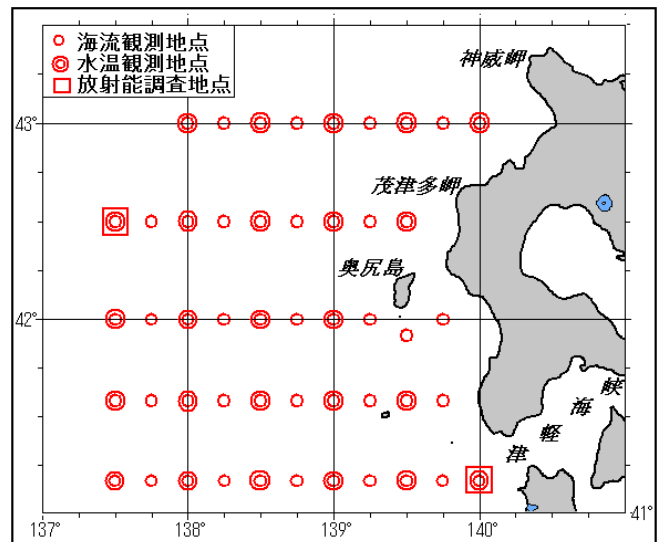 海流観測地点
水温観測地点
放射能調査地点
神威岬
43°
茂津多岬
奥尻島
42°
津軽海峡
41°
137°
138°
139°
140°